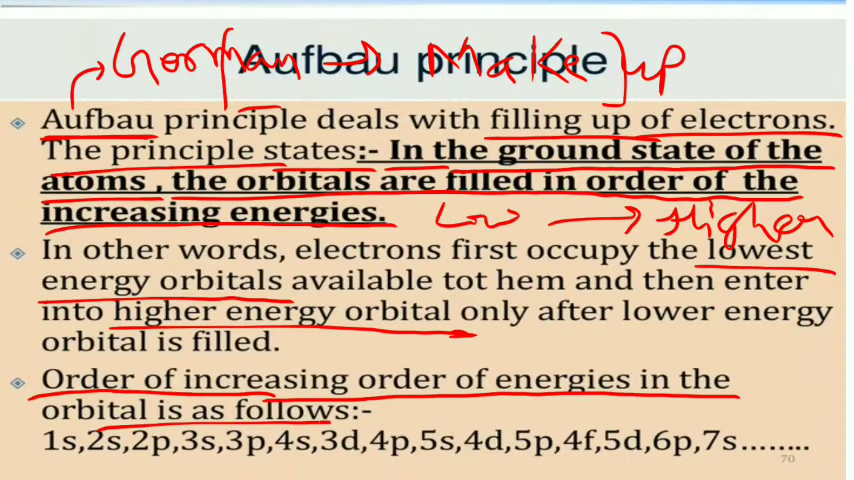 German → Make up
Aufbau principle
Aufbau principle deals with filling up of electrons.
The principle states:- In the ground state of the
atoms , the orbitals are filled in order of the
increasing energies. Low → Higher
In other words, electrons first occupy the lowest
energy orbitals available tot hem and then enter
into higher energy orbital only after lower energy
orbital is filled.
Order of increasing order of energies in the
orbital is as follows:-
1s,2s,2p,3s,3p,4s,3d,4p,5s,4d,5p,4f,5d,6p,7s........
70